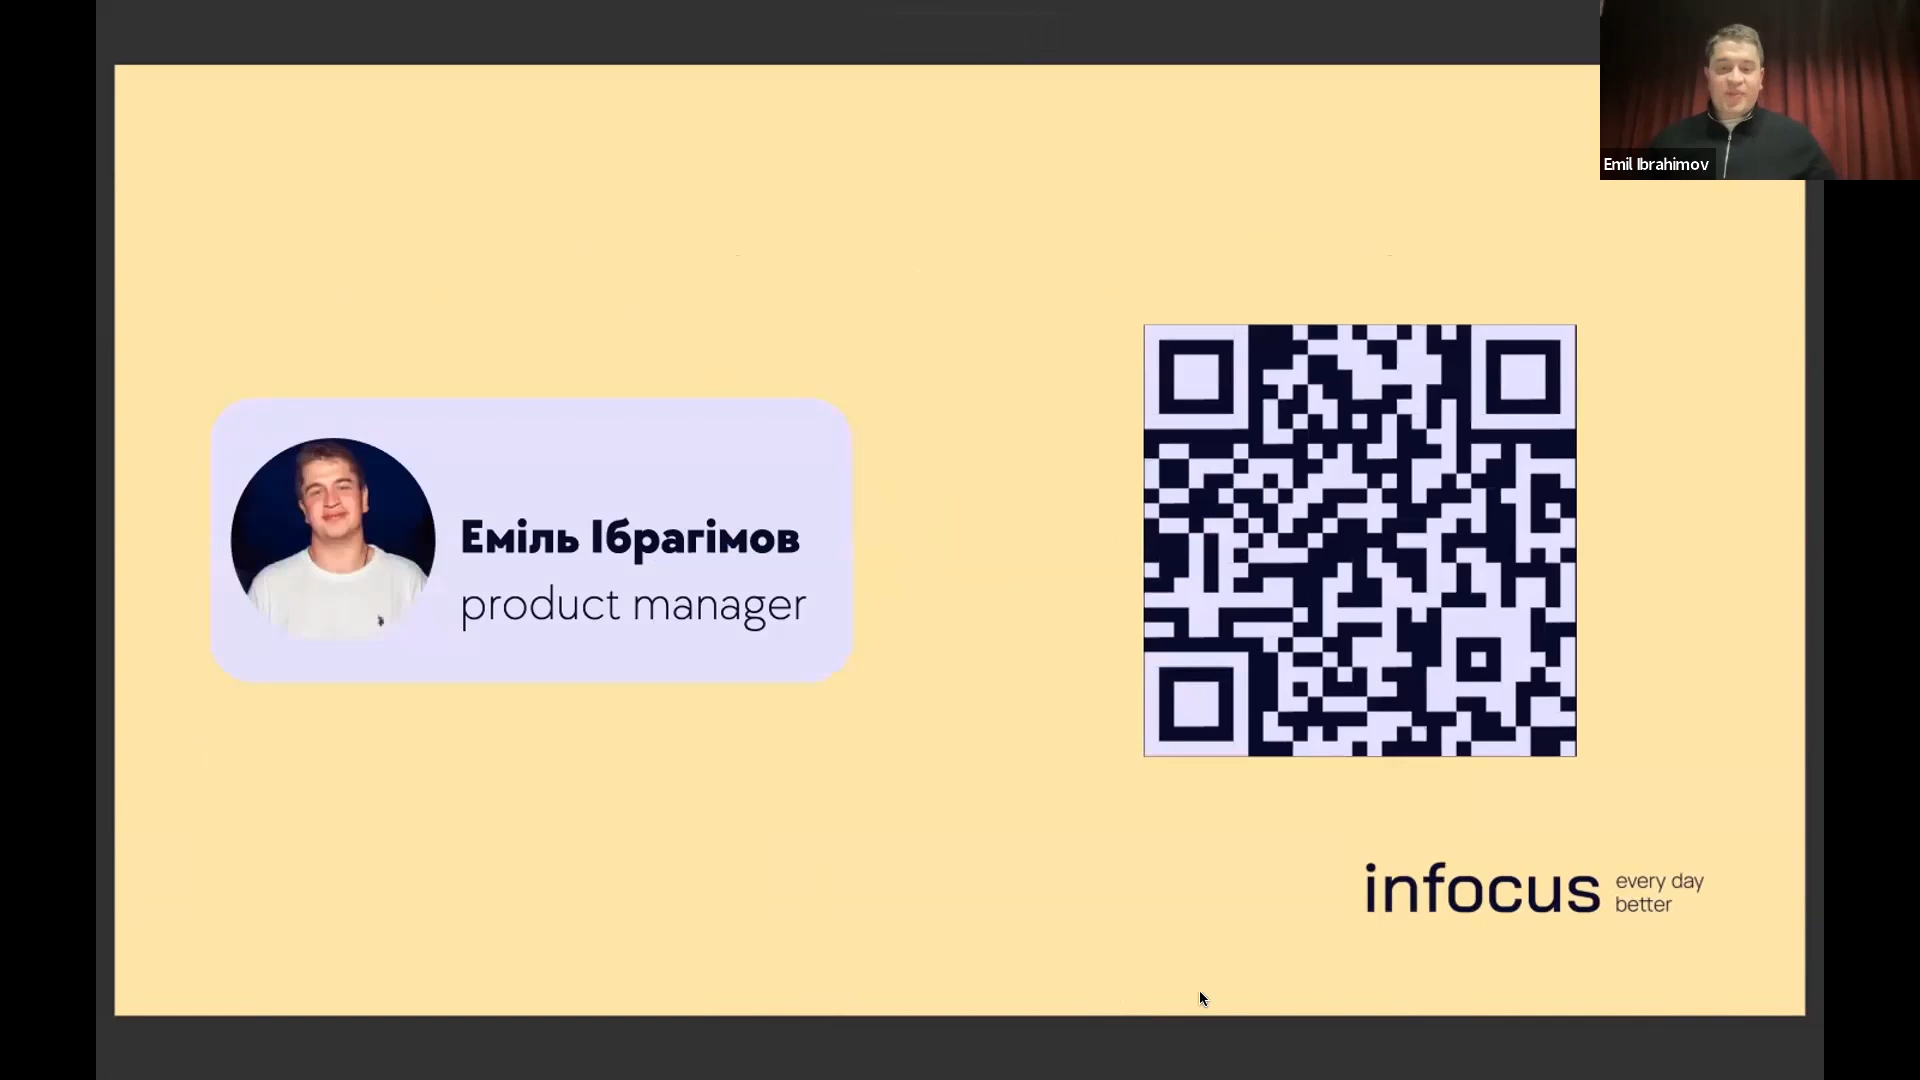 Emil Ibrahimov
Еміль Ібрагімов
product manager
infocus
every day
better